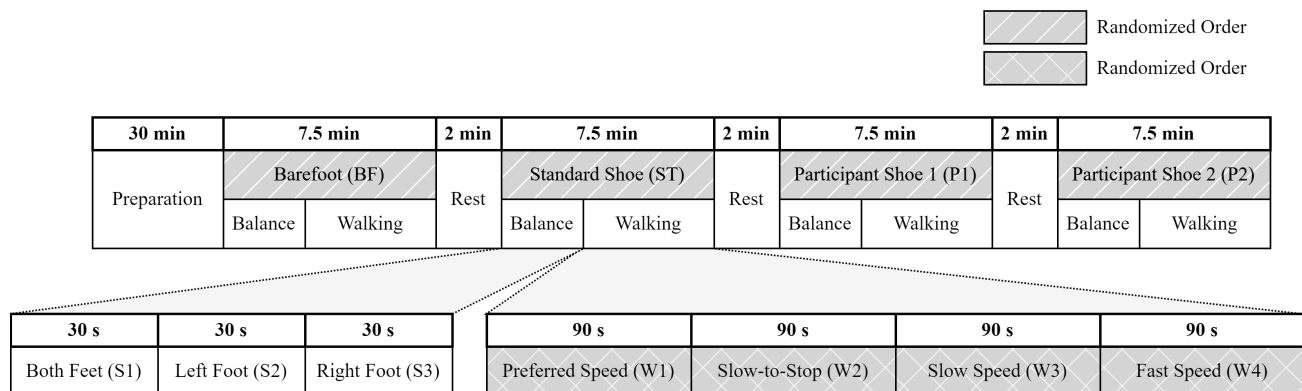 Randomized Order
Randomized Order
30 min 7.5 min 2 min 7.5 min 2 min 7.5 min 2 min 7.5 min
Preparation Barefoot (BF) Rest Standard Shoe (ST) Rest Participant Shoe 1 (P1) Rest Participant Shoe 2 (P2)
Balance Walking Balance Walking Balance Walking Balance Walking
30 s 30 s 30 s 90 s 90 s 90 s 90 s
Both Feet (S1) Left Foot (S2) Right Foot (S3) Preferred Speed (W1) Slow-to-Stop (W2) Slow Speed (W3) Fast Speed (W4)